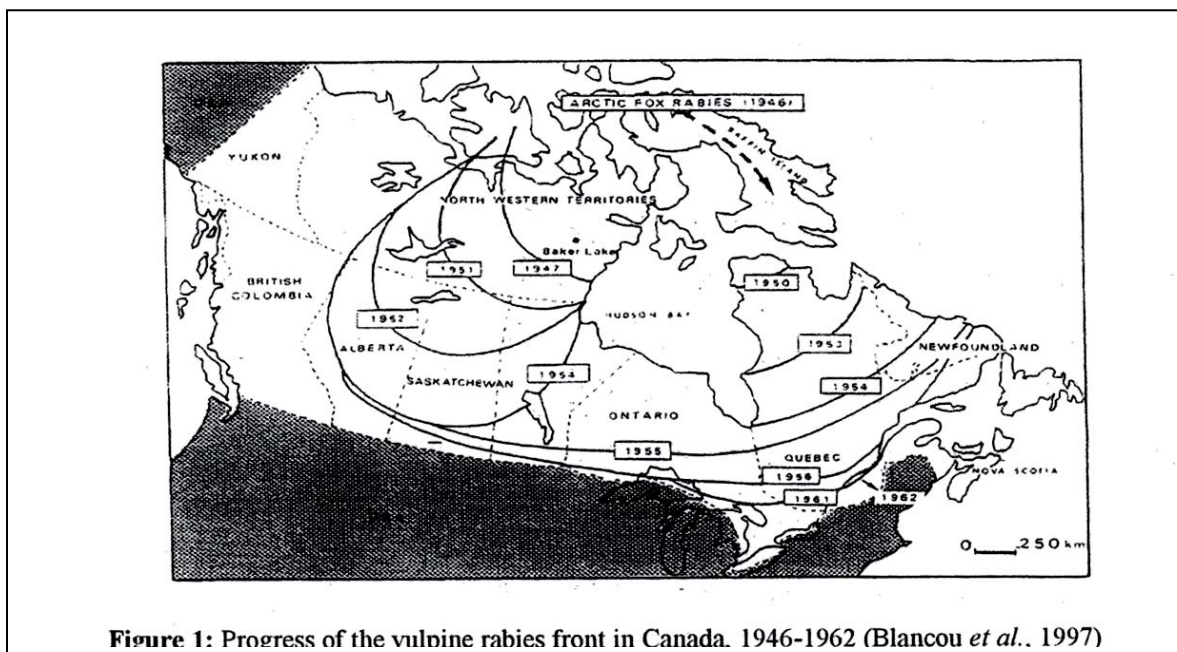 ARCTIC FOX RABIES (1946)
BAFFIN ISLAND
YUKON
NORTH WESTERN TERRITORIES
Baker Lake
1951
1947
1950
BRITISH
COLOMBIA
HUDSON BAY
1952
1953
ALBERTA
NEWFOUNDLAND
SASKATCHEWAN
1954
1954
ONTARIO
1955
QUEBEC
1956
NOVA SCOTIA
1961
1962
0 250 km
Figure 1: Progress of the vulpine rabies front in Canada, 1946-1962 (Blancou et al., 1997)